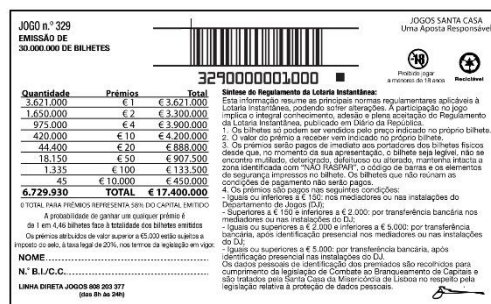 JOGO n.º 329
EMISSÃO DE
30.000.000 DE BILHETES
JOGOS SANTA CASA
Uma Aposta Responsável
-18
Proibido jogar
a menores de 18 anos
Reciclável
3290000001000
Quantidade Prémios Total
3.621.000 € 1 € 3.621.000
1.650.000 € 2 € 3.300.000
975.000 € 4 € 3.900.000
420.000 € 10 € 4.200.000
44.400 € 20 € 888.000
18.150 € 50 € 907.500
1.335 € 100 € 133.500
45 € 10.000 € 450.000
6.729.930 TOTAL € 17.400.000
O TOTAL PARA PRÉMIOS REPRESENTA 58% DO CAPITAL EMITIDO
A probabilidade de ganhar um qualquer prémio é
de 1 em 4,46 bilhetes face à totalidade dos bilhetes emitidos
Os prémios atribuídos de valor superior a €5.000 estão sujeitos a
imposto do selo, à taxa legal de 20%, nos termos da legislação em vigor.
NOME
N.º B.I./C.C.
LINHA DIRETA JOGOS 808 203 377
(das 8h às 24h)
Síntese do Regulamento da Lotaria Instantânea:
Esta informação resume as principais normas regulamentares aplicáveis à
Lotaria Instantânea, podendo sofrer alterações. A participação no jogo
implica o integral conhecimento, adesão e plena aceitação do Regulamento
da Lotaria Instantânea, publicado em Diário da República.
1. Os bilhetes só podem ser vendidos pelo preço indicado no próprio bilhete.
2. O valor do prémio a receber vem indicado no próprio bilhete.
3. Os prémios serão pagos de imediato aos portadores dos bilhetes físicos
desde que, no momento da sua apresentação, o bilhete seja legível, não se
encontre mutilado, deteriorado, defeituoso ou alterado, mantenha intacta a
zona identificada com "NÃO RASPAR", o código de barras e os elementos
de segurança impressos no bilhete. Os bilhetes que não reúnam as
condições de pagamento não serão pagos.
4. Os prémios são pagos nas seguintes condições:
- Iguais ou inferiores a € 150: nos mediadores ou nas instalações do
Departamento de Jogos (DJ);
- Superiores a € 150 e inferiores a € 2.000: por transferência bancária nos
mediadores ou nas instalações do DJ;
- Iguais ou superiores a € 2.000 e inferiores a € 5.000: por transferência
bancária, após identificação presencial nos mediadores ou nas instalações
do DJ;
- Iguais ou superiores a € 5.000: por transferência bancária, após
identificação presencial nas instalações do DJ.
Os dados pessoais de identificação dos premiados são recolhidos para
cumprimento da legislação de Combate ao Branqueamento de Capitais e
são tratados pela Santa Casa da Misericórdia de Lisboa no respeito pela
legislação relativa à proteção de dados pessoais.